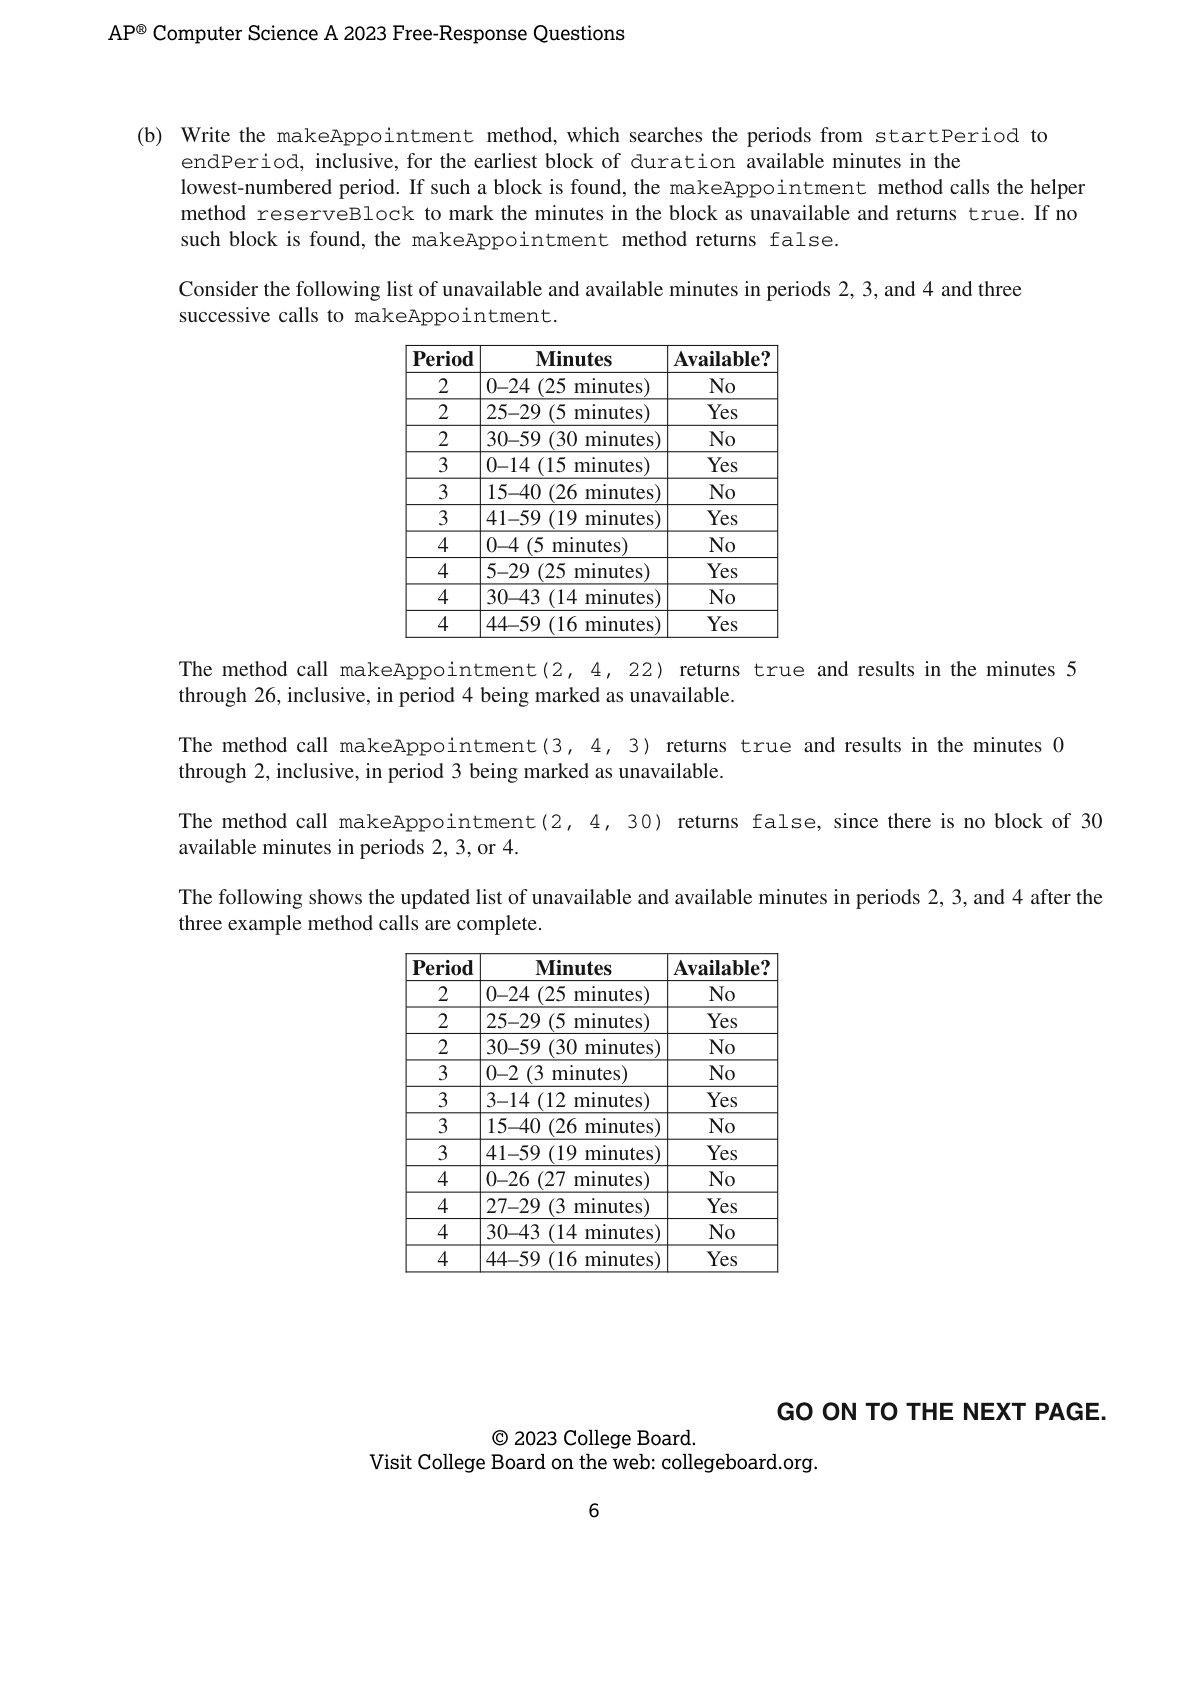 AP® Computer Science A 2023 Free-Response Questions
(b) Write the makeAppointment method, which searches the periods from startPeriod to
endPeriod, inclusive, for the earliest block of duration available minutes in the
lowest-numbered period. If such a block is found, the makeAppointment method calls the helper
method reserveBlock to mark the minutes in the block as unavailable and returns true. If no
such block is found, the makeAppointment method returns false.
Consider the following list of unavailable and available minutes in periods 2, 3, and 4 and three
successive calls to makeAppointment.
Period Minutes Available?
2 0–24 (25 minutes) No
2 25–29 (5 minutes) Yes
2 30–59 (30 minutes) No
3 0–14 (15 minutes) Yes
3 15–40 (26 minutes) No
3 41–59 (19 minutes) Yes
4 0–4 (5 minutes) No
4 5–29 (25 minutes) Yes
4 30–43 (14 minutes) No
4 44–59 (16 minutes) Yes
The method call makeAppointment(2, 4, 22) returns true and results in the minutes 5
through 26, inclusive, in period 4 being marked as unavailable.
The method call makeAppointment(3, 4, 3) returns true and results in the minutes 0
through 2, inclusive, in period 3 being marked as unavailable.
The method call makeAppointment(2, 4, 30) returns false, since there is no block of 30
available minutes in periods 2, 3, or 4.
The following shows the updated list of unavailable and available minutes in periods 2, 3, and 4 after the
three example method calls are complete.
Period Minutes Available?
2 0–24 (25 minutes) No
2 25–29 (5 minutes) Yes
2 30–59 (30 minutes) No
3 0–2 (3 minutes) No
3 3–14 (12 minutes) Yes
3 15–40 (26 minutes) No
3 41–59 (19 minutes) Yes
4 0–26 (27 minutes) No
4 27–29 (3 minutes) Yes
4 30–43 (14 minutes) No
4 44–59 (16 minutes) Yes
GO ON TO THE NEXT PAGE.
© 2023 College Board.
Visit College Board on the web: collegeboard.org.
6